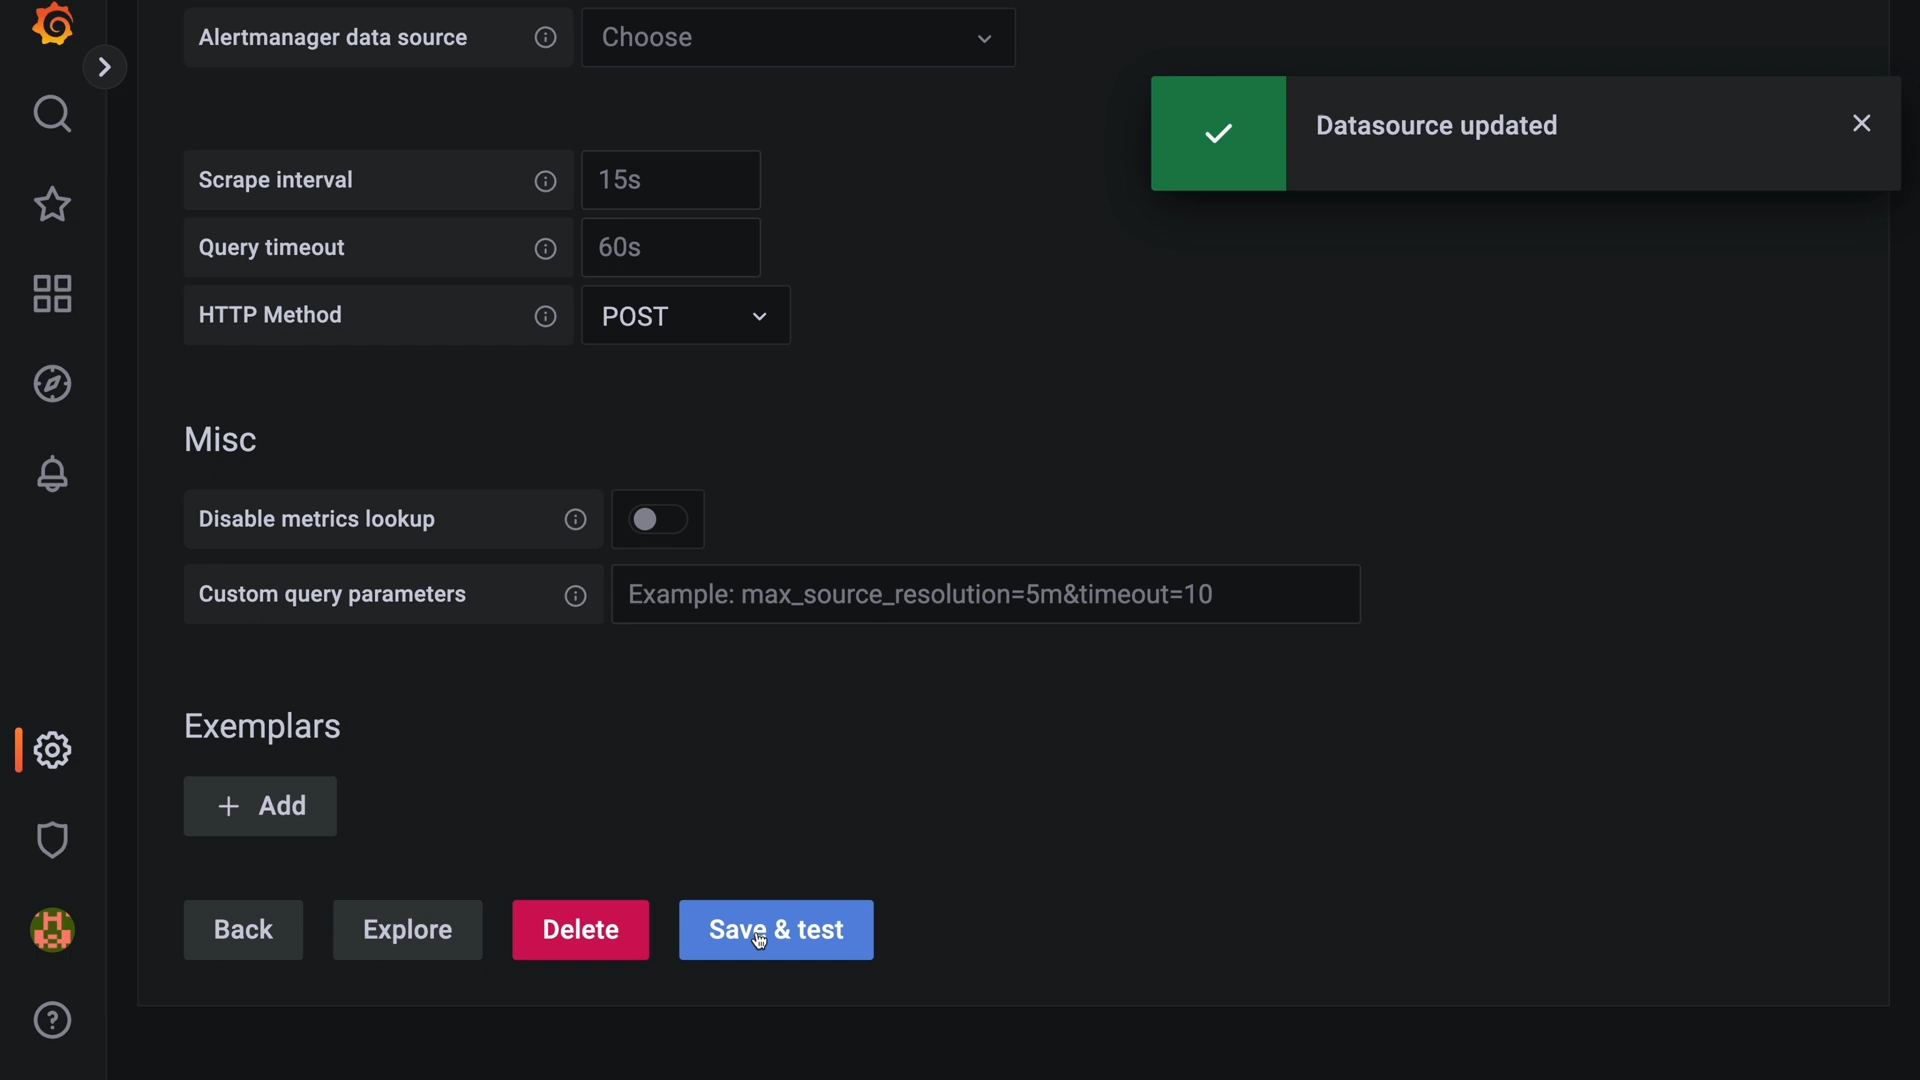 Alertmanager data source
Choose
Datasource updated
Scrape interval
15s
Query timeout
60s
HTTP Method
POST
Misc
Disable metrics lookup
Custom query parameters
Example: max_source_resolution=5m&timeout=10
Exemplars
+ Add
Back
Explore
Delete
Save & test